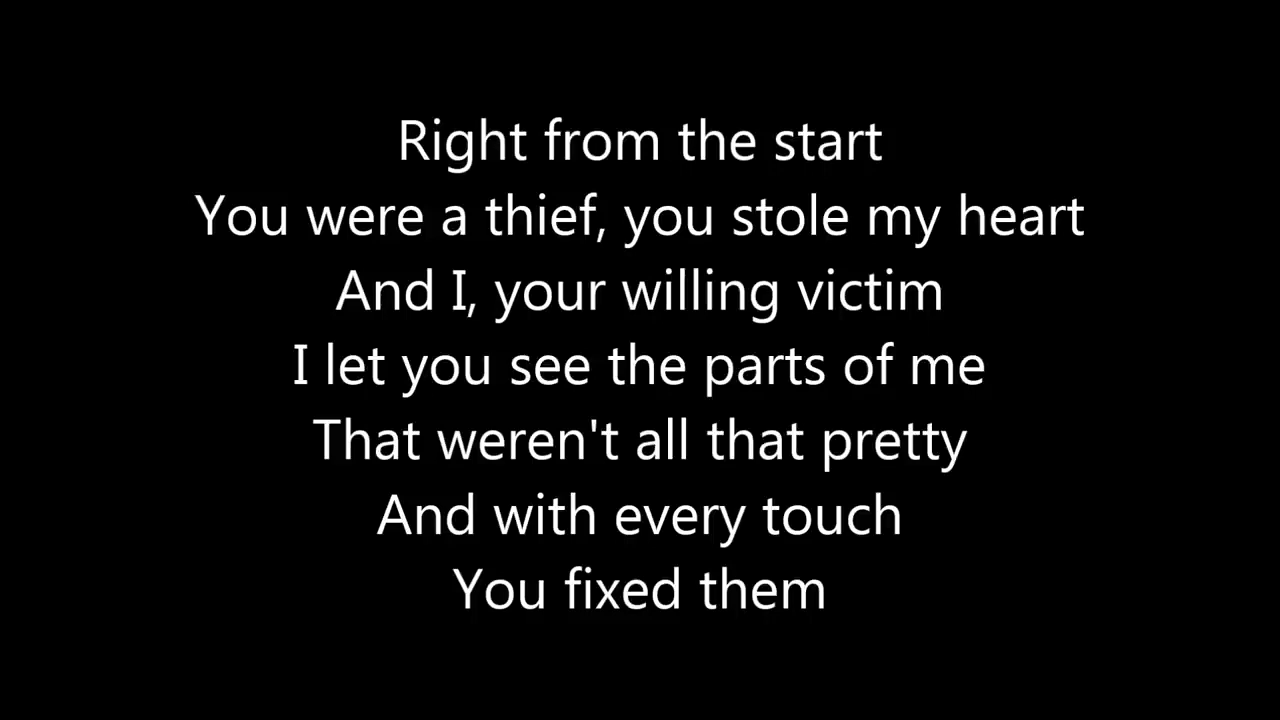 Right from the start
You were a thief, you stole my heart
And I, your willing victim
I let you see the parts of me
That weren't all that pretty
And with every touch
You fixed them